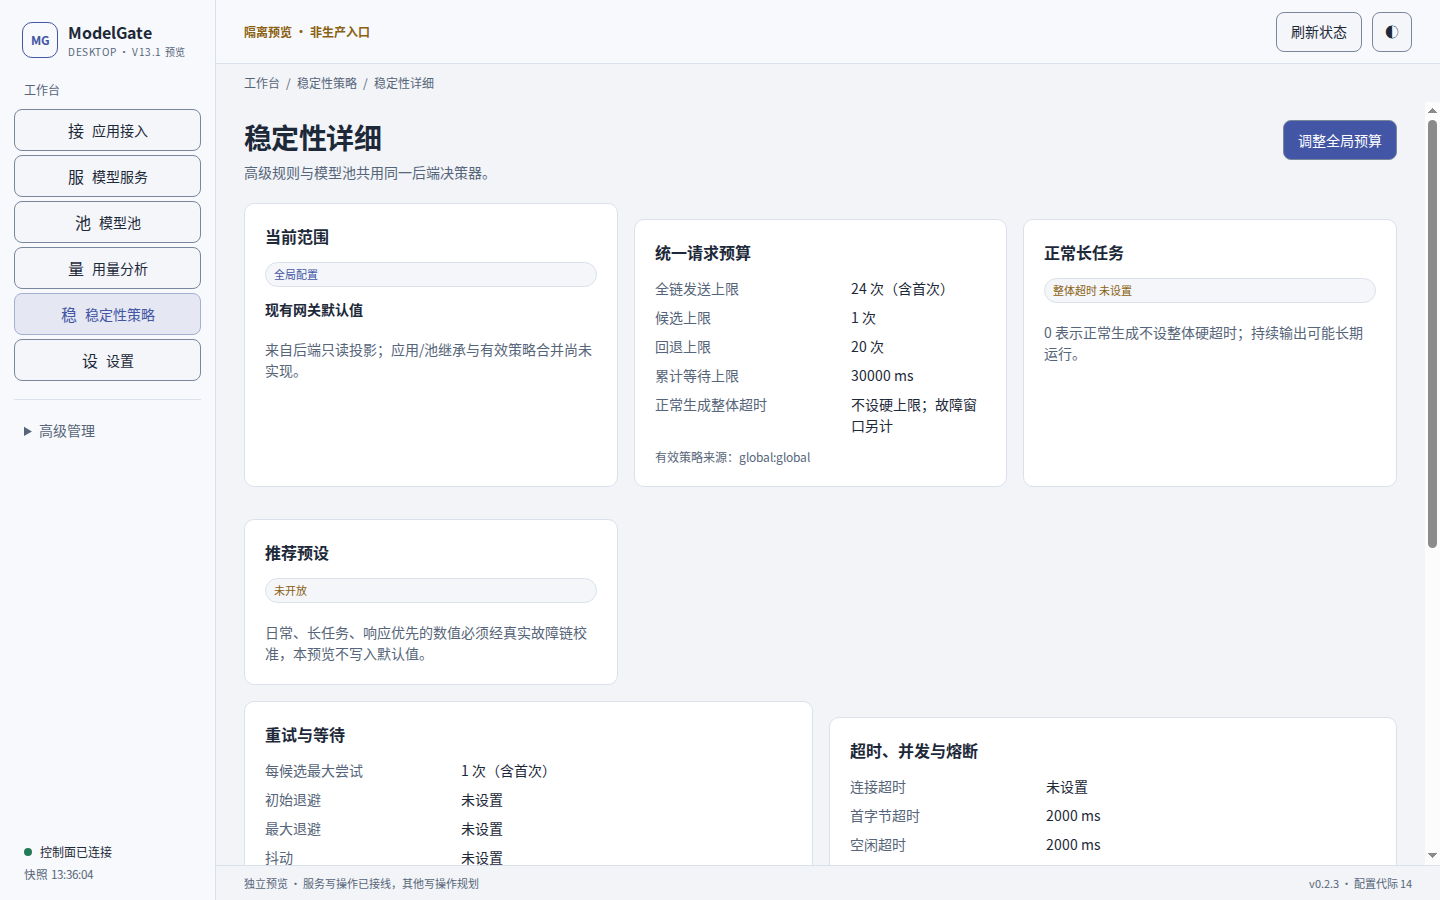 MG
ModelGate
DESKTOP · V13.1 预览
工作台
接 应用接入
服 模型服务
池 模型池
量 用量分析
稳 稳定性策略
设 设置
▶ 高级管理
控制面已连接
快照 13:36:04
隔离预览 · 非生产入口
刷新状态
工作台 / 稳定性策略 / 稳定性详细
稳定性详细
高级规则与模型池共用同一后端决策器。
调整全局预算
当前范围
全局配置
现有网关默认值
来自后端只读投影；应用/池继承与有效策略合并尚未
实现。
统一请求预算
全链发送上限 24 次（含首次）
候选上限 1 次
回退上限 20 次
累计等待上限 30000 ms
正常生成整体超时 不设硬上限；故障窗
口另计
有效策略来源：global:global
正常长任务
整体超时 未设置
0 表示正常生成不设整体硬超时；持续输出可能长期
运行。
推荐预设
未开放
日常、长任务、响应优先的数值必须经真实故障链校
准，本预览不写入默认值。
重试与等待
每候选最大尝试 1 次（含首次）
初始退避 未设置
最大退避 未设置
抖动 未设置
超时、并发与熔断
连接超时 未设置
首字节超时 2000 ms
空闲超时 2000 ms
独立预览 · 服务写操作已接线，其他写操作规划
v0.2.3 · 配置代际 14